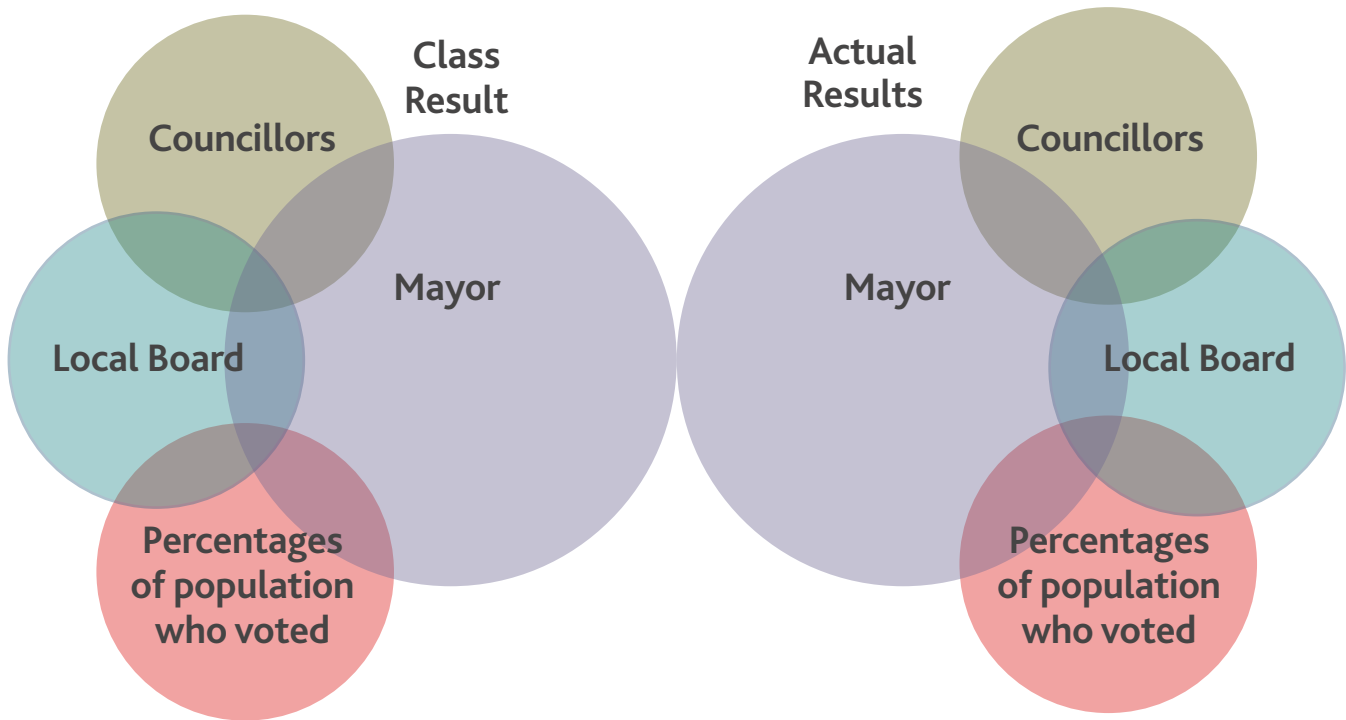 Class
Result
Councillors
Mayor
Local Board
Percentages
of population
who voted
Actual
Results
Councillors
Mayor
Local Board
Percentages
of population
who voted